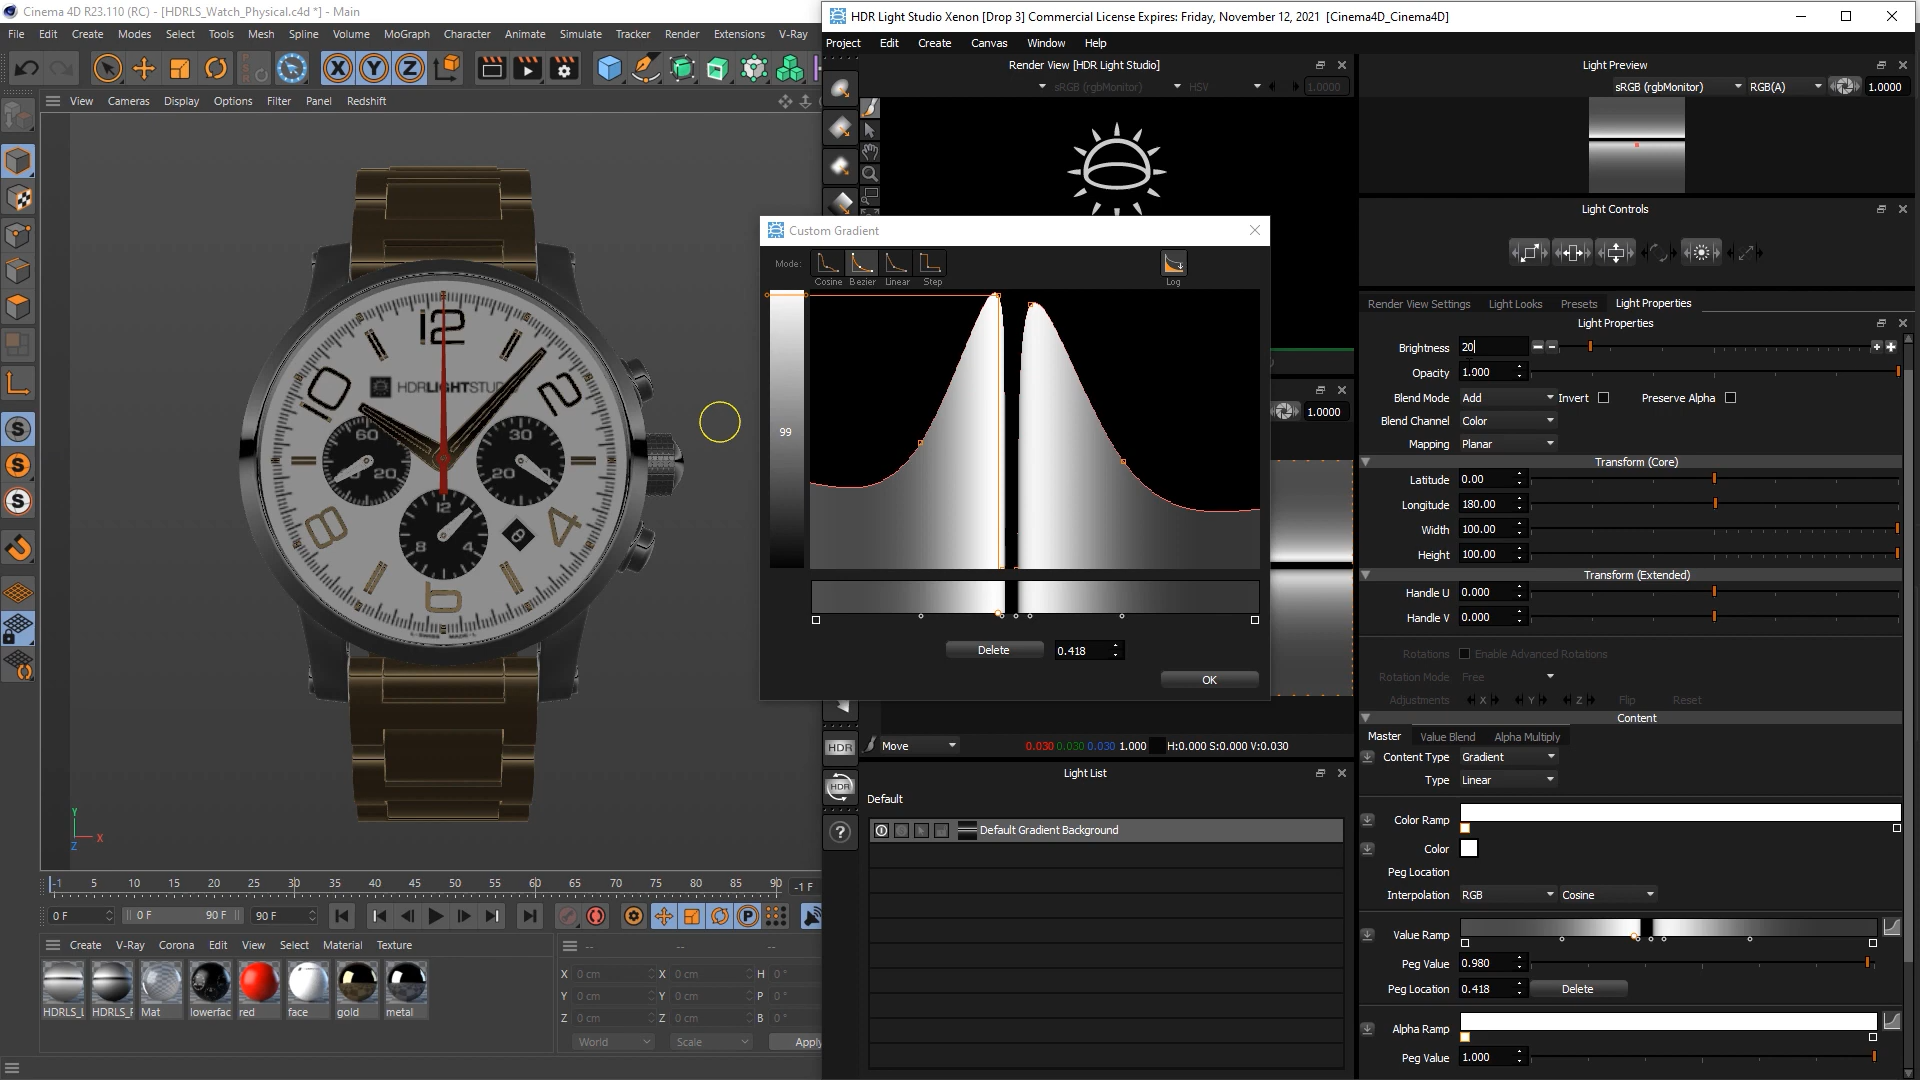 Cinema 4D R23.110 (RC) - [HDRLS_Watch_Physical.c4d *] - Main
File Edit Create Modes Select Tools Mesh Spline Volume MoGraph Character Animate Simulate Tracker Render Extensions V-Ray
View Cameras Display Options Filter Panel Redshift
12
10
2
HDRLIGHTSTU
60
30
20
20
12
8
4
8
9
4
6
Y
X
Z
-1 5 10 15 20 25 30 35 40 45 50 55 60 65 70 75 80 85 90 -1 F
0 F 0 F 90 F 90 F
Create V-Ray Corona Edit View Select Material Texture
-- -- --
HDRLS_L HDRLS_F Mat lowerfac red face gold metal
X 0 cm X 0 cm H 0 °
Y 0 cm Y 0 cm P 0 °
Z 0 cm Z 0 cm B 0 °
World Scale Apply
HDR Light Studio Xenon [Drop 3] Commercial License Expires: Friday, November 12, 2021 [Cinema4D_Cinema4D]
Project Edit Create Canvas Window Help
Render View [HDR Light Studio]
sRGB (rgbMonitor) HSV 1.0000
Custom Gradient
Mode: Cosine Bezier Linear Step Log
99
Delete 0.418
OK
1.0000
HDR Move 0.030 0.030 0.030 1.000 H:0.000 S:0.000 V:0.030
HDR
?
Light List
Default
Default Gradient Background
Light Preview
sRGB (rgbMonitor) RGB(A) 1.0000
Light Controls
Render View Settings Light Looks Presets Light Properties
Light Properties
Brightness 20
Opacity 1.000
Blend Mode Add Invert Preserve Alpha
Blend Channel Color
Mapping Planar
Transform (Core)
Latitude 0.00
Longitude 180.00
Width 100.00
Height 100.00
Transform (Extended)
Handle U 0.000
Handle V 0.000
Rotations Enable Advanced Rotations
Rotation Mode Free
Adjustments X Y Z Flip Reset
Content
Master Value Blend Alpha Multiply
Content Type Gradient
Type Linear
Color Ramp
Color
Peg Location
Interpolation RGB Cosine
Value Ramp
Peg Value 0.980
Peg Location 0.418 Delete
Alpha Ramp
Peg Value 1.000